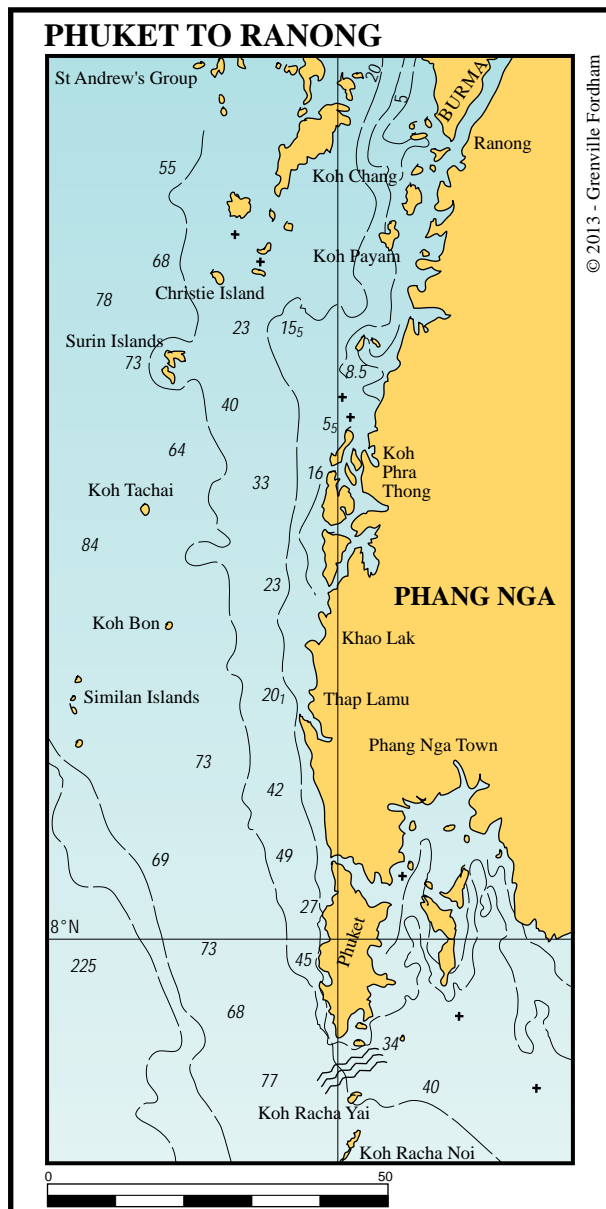 PHUKET TO RANONG
© 2013 - Grenville Fordham
St Andrew's Group
20
5
BURMA
Ranong
55
Koh Chang
68
Koh Payam
78
Christie Island
23
15₅
Surin Islands
73
8.5
40
5₅
64
Koh
Phra
Thong
33
16
Koh Tachai
84
23
PHANG NGA
Koh Bon
Khao Lak
Similan Islands
20₁
Thap Lamu
Phang Nga Town
73
42
69
49
27
8°N
Phuket
225
73
45
68
34
77
40
Koh Racha Yai
Koh Racha Noi
0
50